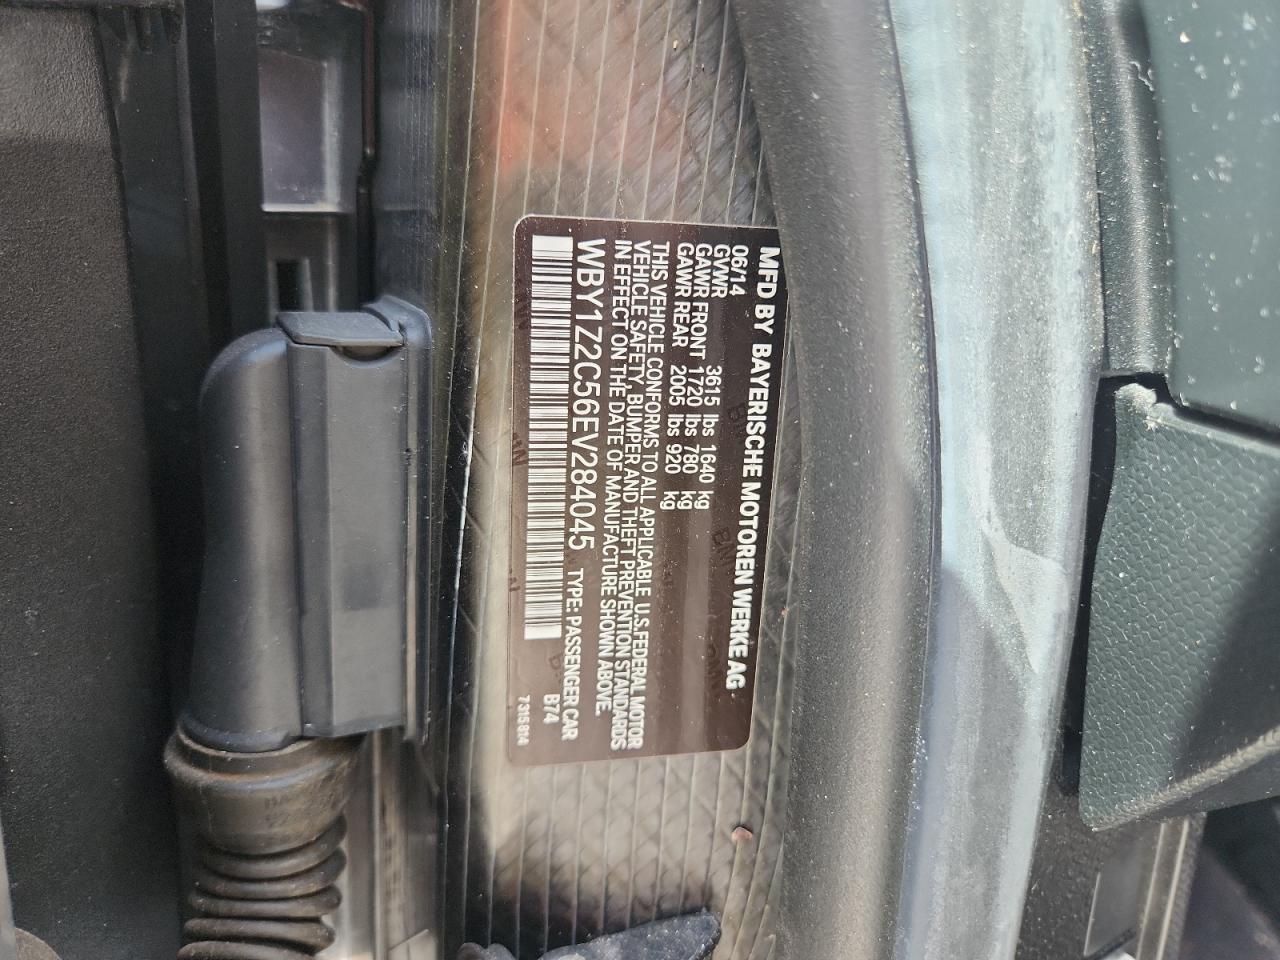 MFD BY BAYERISCHE MOTOREN WERKE AG
06/14
GVWR 3615 lbs 1640 kg
GAWR FRONT 1720 lbs 780 kg
GAWR REAR 2005 lbs 920 kg
THIS VEHICLE CONFORMS TO ALL APPLICABLE U.S.FEDERAL MOTOR
VEHICLE SAFETY, BUMPER AND THEFT PREVENTION STANDARDS
IN EFFECT ON THE DATE OF MANUFACTURE SHOWN ABOVE.
WBY1Z2C56EV284045 TYPE: PASSENGER CAR
B74
7315814